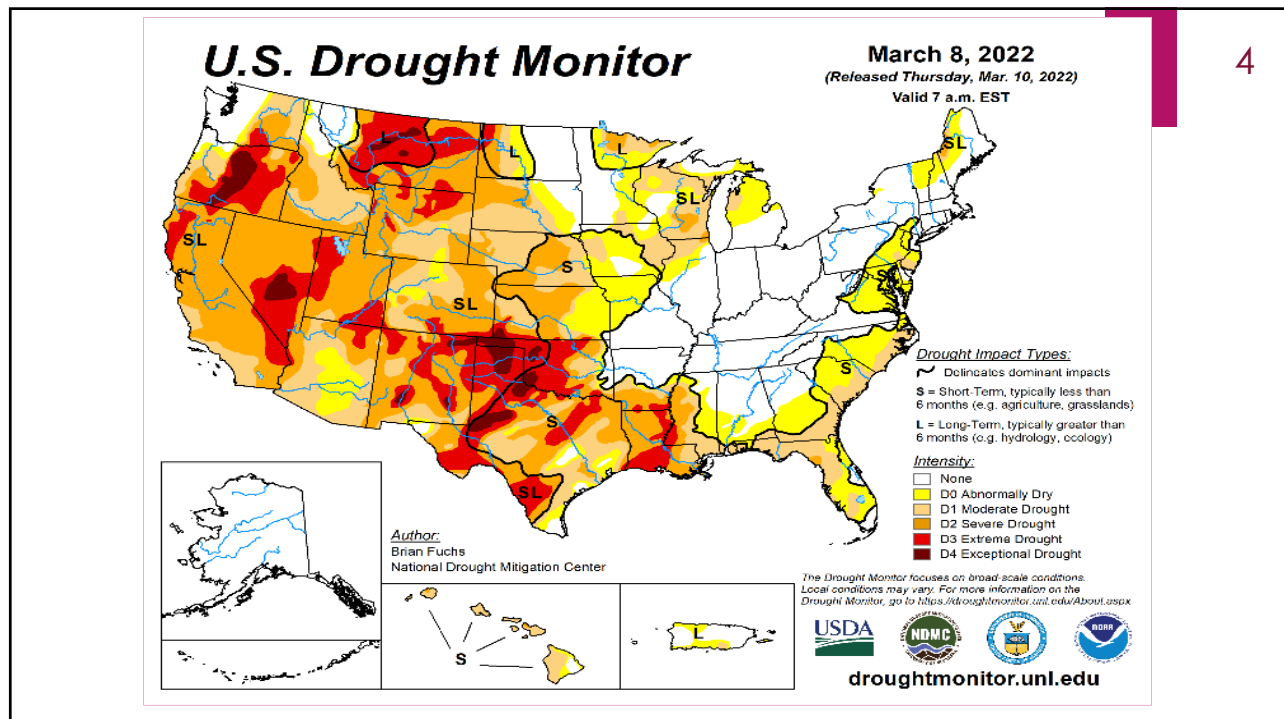 U.S. Drought Monitor
March 8, 2022
(Released Thursday, Mar. 10, 2022)
Valid 7 a.m. EST
4
L
L
L
SL
SL
SL
S
SL
S
S
S
SL
Drought Impact Types:
Delineates dominant impacts
S = Short-Term, typically less than
6 months (e.g. agriculture, grasslands)
L = Long-Term, typically greater than
6 months (e.g. hydrology, ecology)
Intensity:
None
D0 Abnormally Dry
D1 Moderate Drought
D2 Severe Drought
D3 Extreme Drought
D4 Exceptional Drought
Author:
Brian Fuchs
National Drought Mitigation Center
S
L
The Drought Monitor focuses on broad-scale conditions.
Local conditions may vary. For more information on the
Drought Monitor, go to https://droughtmonitor.unl.edu/About.aspx
USDA
NDMC
NOAA
droughtmonitor.unl.edu